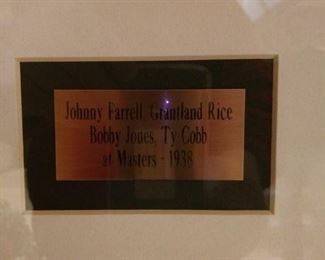 Johnny Farrell, Grantland Rice
Bobby Jones, Ty Cobb
at Masters - 1938